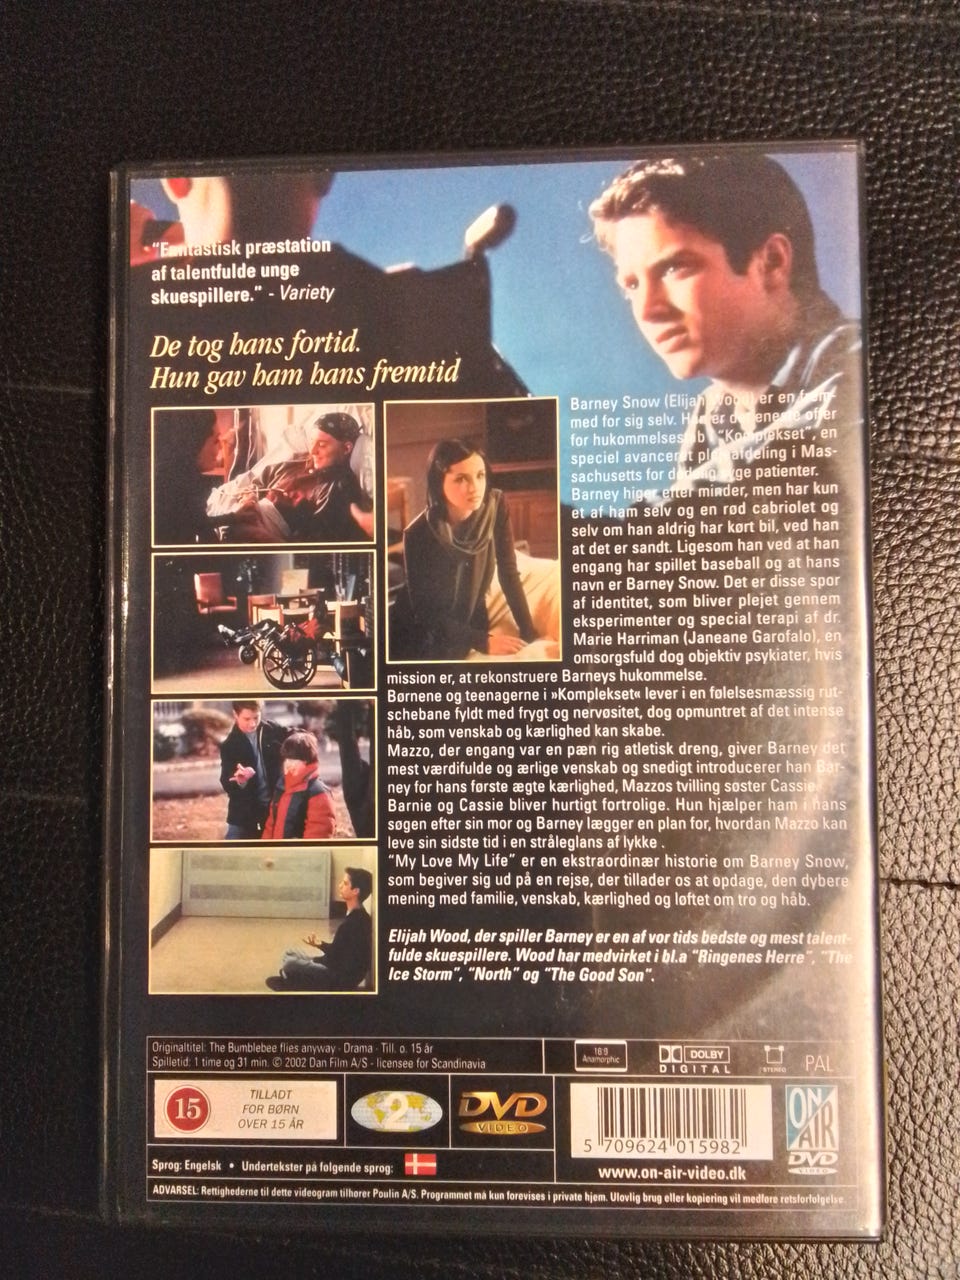 "Fantastisk præstation
af talentfulde unge
skuespillere." - Variety
De tog hans fortid.
Hun gav ham hans fremtid
Barney Snow (Elijah Wood) er en frem-
med for sig selv. Han er det eneste offer
for hukommelsestab i "Komplekset", en
speciel avanceret plejeafdeling i Mas-
sachusetts for dødelig syge patienter.
Barney higer efter minder, men har kun
et af ham selv og en rød cabriolet og
selv om han aldrig har kørt bil, ved han
at det er sandt. Ligesom han ved at han
engang har spillet baseball og at hans
navn er Barney Snow. Det er disse spor
af identitet, som bliver plejet gennem
eksperimenter og special terapi af dr.
Marie Harriman (Janeane Garofalo), en
omsorgsfuld dog objektiv psykiater, hvis
mission er, at rekonstruere Barneys hukommelse.
Børnene og teenagerne i »Komplekset« lever i en følelsesmæssig rut-
schebane fyldt med frygt og nervøsitet, dog opmuntret af det intense
håb, som venskab og kærlighed kan skabe.
Mazzo, der engang var en pæn rig atletisk dreng, giver Barney det
mest værdifulde og ærlige venskab og snedigt introducerer han Bar-
ney for hans første ægte kærlighed, Mazzos tvilling søster Cassie.
Barnie og Cassie bliver hurtigt fortrolige. Hun hjælper ham i hans
søgen efter sin mor og Barney lægger en plan for, hvordan Mazzo kan
leve sin sidste tid i en stråleglans af lykke .
"My Love My Life" er en ekstraordinær historie om Barney Snow,
som begiver sig ud på en rejse, der tillader os at opdage, den dybere
mening med familie, venskab, kærlighed og løftet om tro og håb.
Elijah Wood, der spiller Barney er en af vor tids bedste og mest talent-
fulde skuespillere. Wood har medvirket i bl.a "Ringenes Herre", "The
Ice Storm", "North" og "The Good Son".
Originaltitel: The Bumblebee flies anyway · Drama · Till. o. 15 år
Spilletid: 1 time og 31 min. © 2002 Dan Film A/S - licensee for Scandinavia
16:9
Anamorphic
DOLBY
DIGITAL
STEREO
PAL
15
TILLADT
FOR BØRN
OVER 15 ÅR
2
DVD
VIDEO
5 709624 015982
ON
AIR
DVD
VIDEO
www.on-air-video.dk
Sprog: Engelsk • Undertekster på følgende sprog:
ADVARSEL: Rettighederne til dette videogram tilhører Poulin A/S. Programmet må kun forevises i private hjem. Ulovlig brug eller kopiering vil medføre retsforfølgelse.